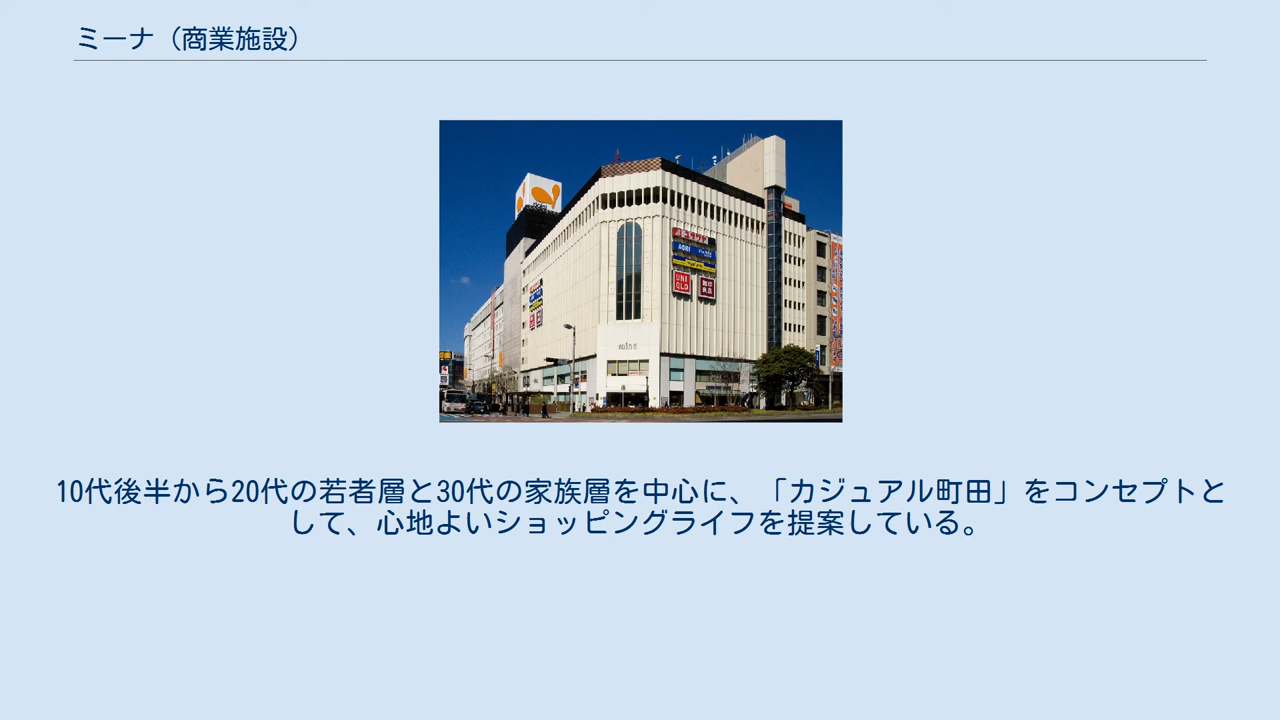 ミーナ（商業施設）
UNI
QLO
mina
10代後半から20代の若者層と30代の家族層を中心に、「カジュアル町田」をコンセプトと
して、心地よいショッピングライフを提案している。